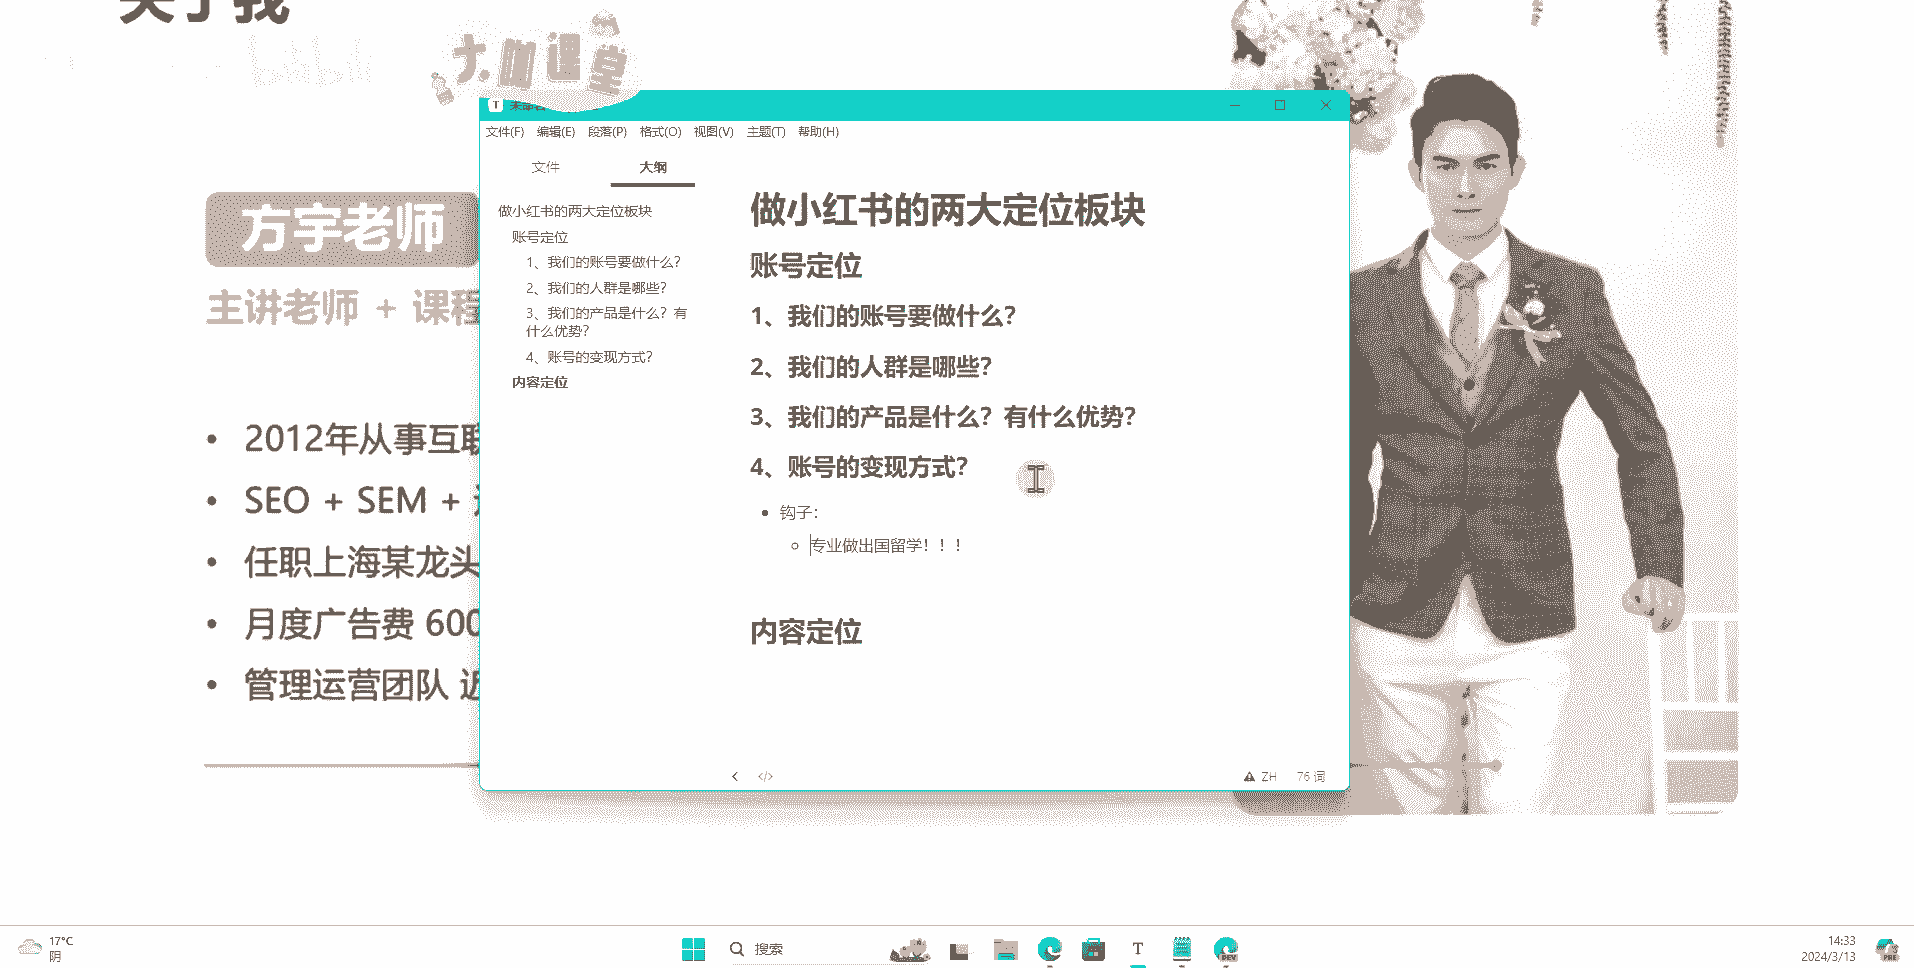 关于我
bilibili
大咖课堂
方宇老师
主讲老师 + 课程
2012年从事互联
SEO + SEM +
任职上海某龙头
月度广告费 600
管理运营团队 近
T 未命名
文件(F) 编辑(E) 段落(P) 格式(O) 视图(V) 主题(T) 帮助(H)
文件 大纲
做小红书的两大定位板块
账号定位
1、我们的账号要做什么？
2、我们的人群是哪些？
3、我们的产品是什么？有
什么优势？
4、账号的变现方式？
内容定位
做小红书的两大定位板块
账号定位
1、我们的账号要做什么？
2、我们的人群是哪些？
3、我们的产品是什么？有什么优势？
4、账号的变现方式？
钩子：
专业做出国留学！！！
内容定位
</>
ZH 76 词
17°C
阴
搜索
T
DEV
14:33
2024/3/13
PRE